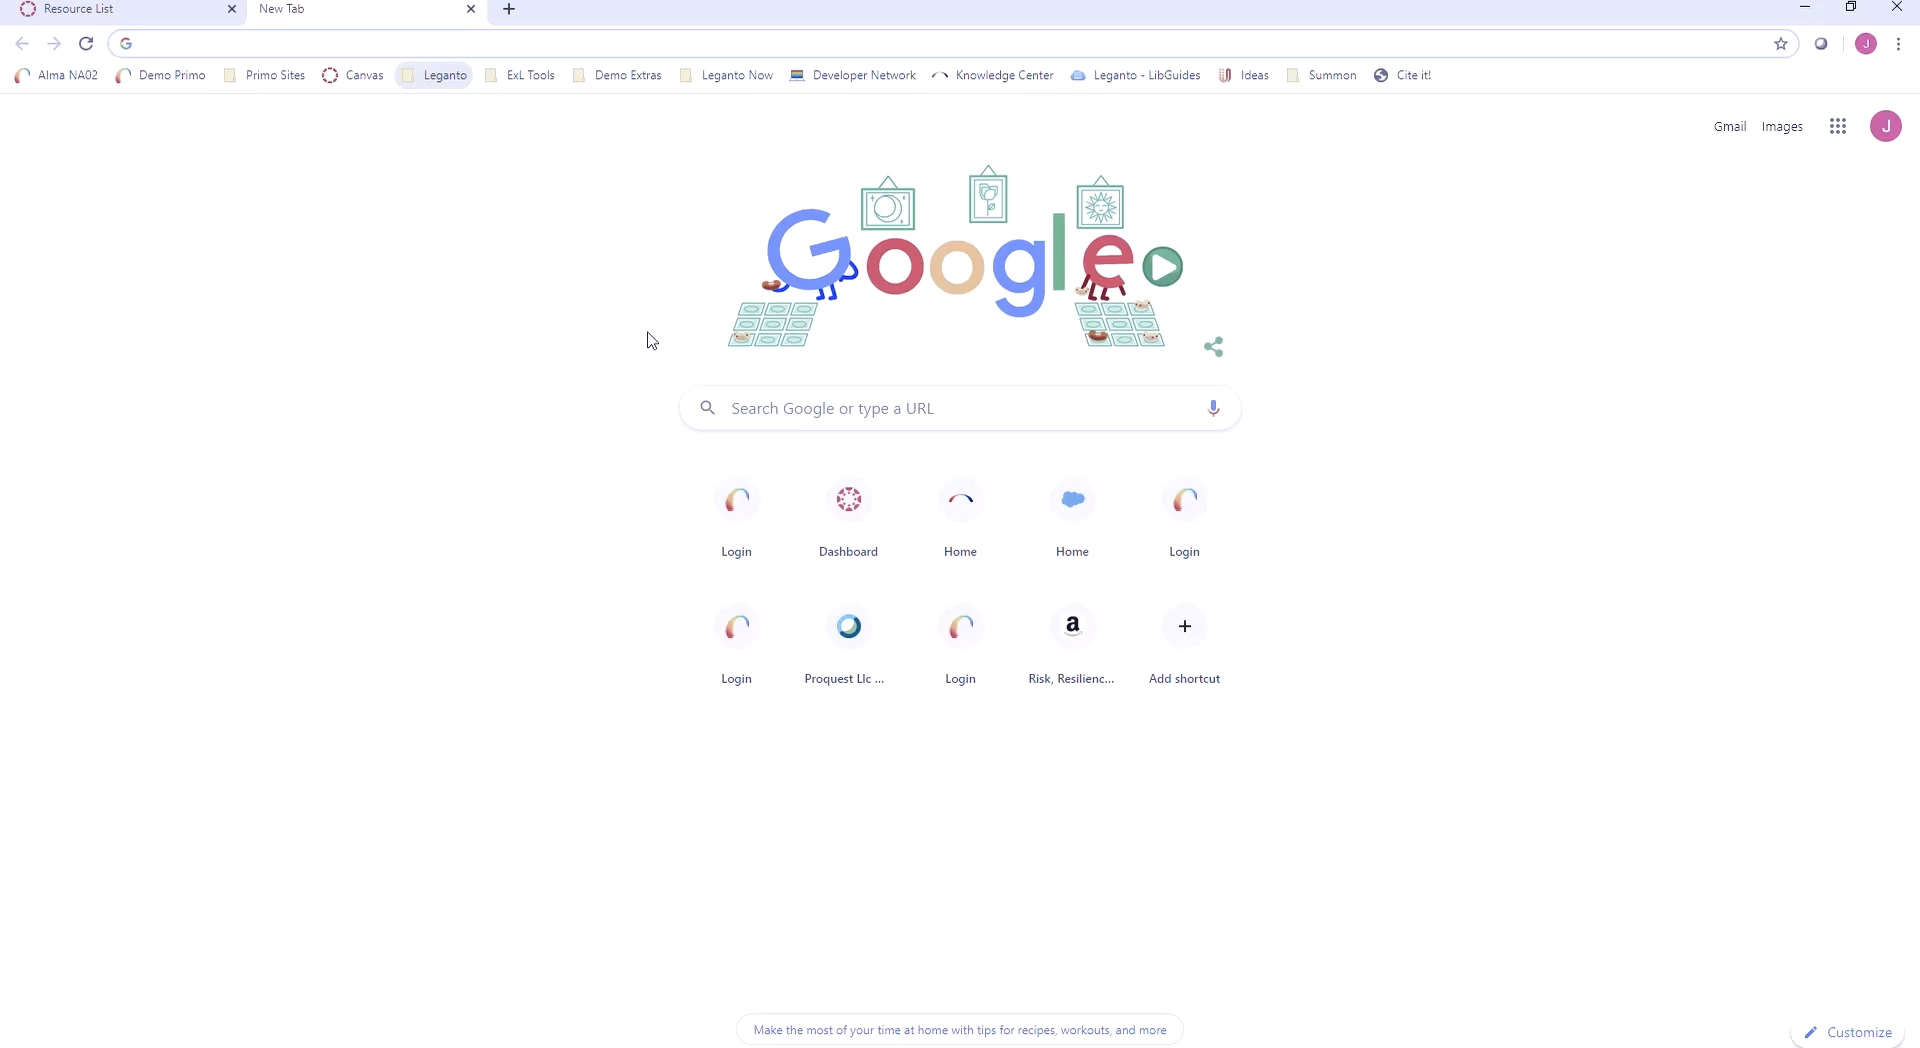 Resource List
New Tab
Alma NA02 Demo Primo Primo Sites Canvas Leganto ExL Tools Demo Extras Leganto Now Developer Network Knowledge Center Leganto - LibGuides Ideas Summon Cite it!
J
Gmail Images J
Google
Search Google or type a URL
Login Dashboard Home Home Login
a
Login Proquest Llc ... Login Risk, Resilienc... Add shortcut
Make the most of your time at home with tips for recipes, workouts, and more
Customize